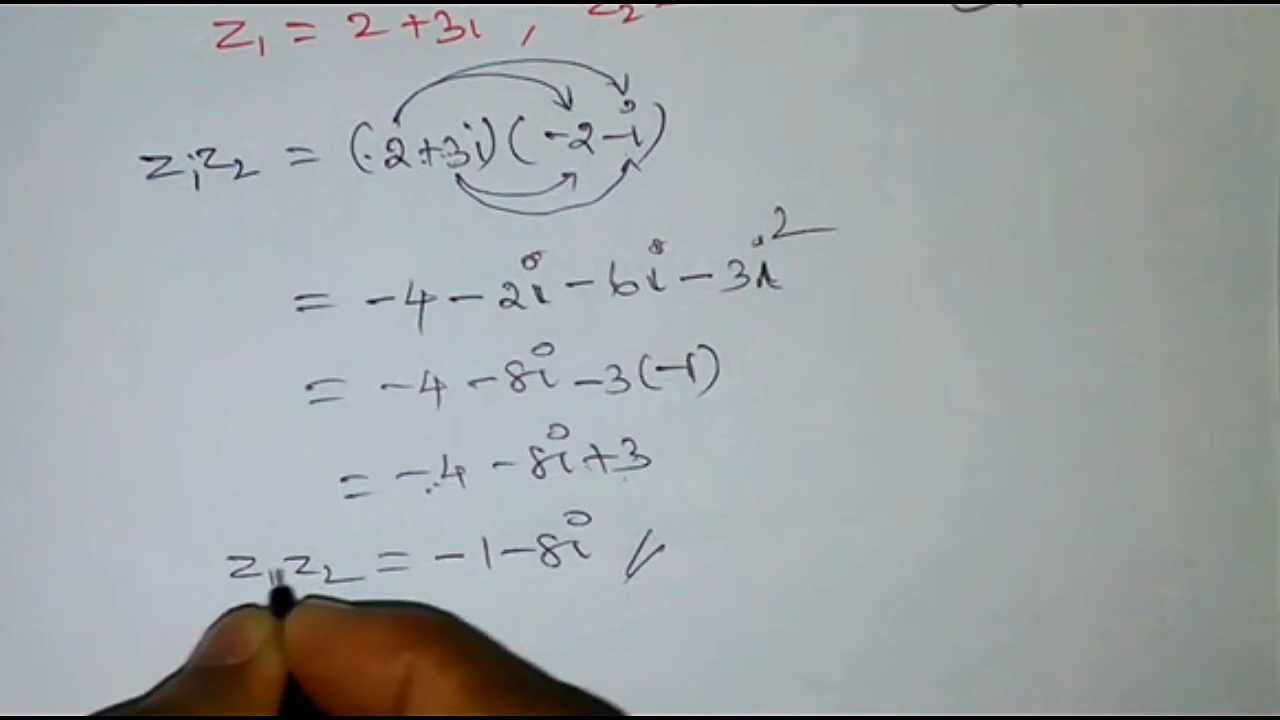 z₁ = 2 + 3i , z₂
z₁z₂ = (2+3i)(-2-i)
= -4 - 2i - 6i - 3i²
= -4 - 8i - 3(-1)
= -4 - 8i + 3
z₁z₂ = -1 - 8i //